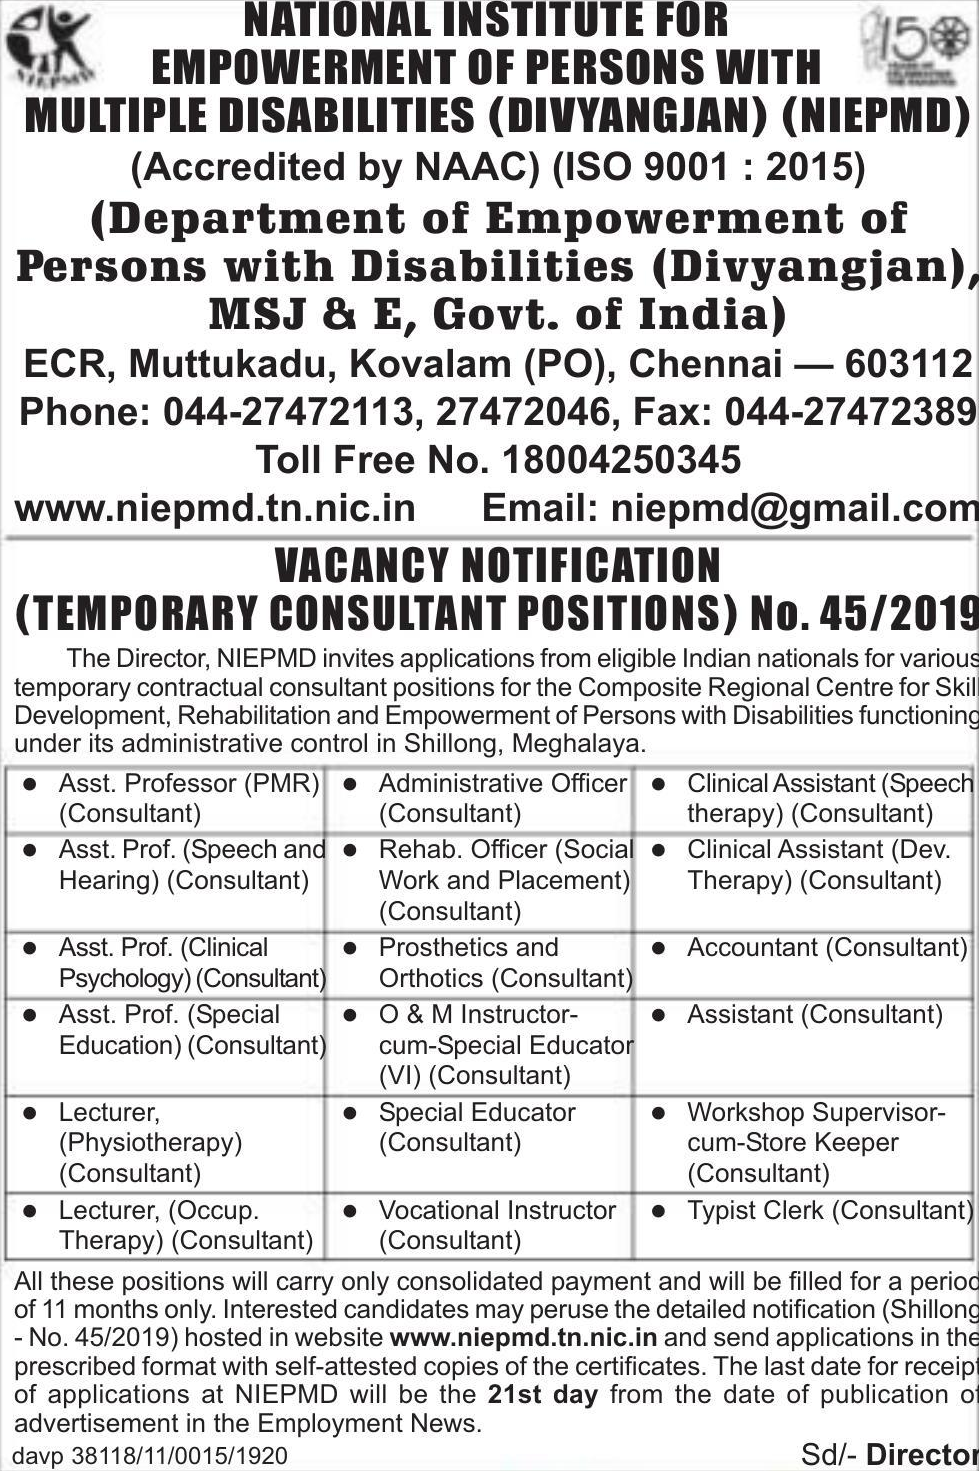 NATIONAL INSTITUTE FOR
EMPOWERMENT OF PERSONS WITH
MULTIPLE DISABILITIES (DIVYANGJAN) (NIEPMD)
NIEPMD
150
(Accredited by NAAC) (ISO 9001 : 2015)
(Department of Empowerment of
Persons with Disabilities (Divyangjan),
MSJ & E, Govt. of India)
ECR, Muttukadu, Kovalam (PO), Chennai — 603112
Phone: 044-27472113, 27472046, Fax: 044-27472389
Toll Free No. 18004250345
www.niepmd.tn.nic.in Email: niepmd@gmail.com
VACANCY NOTIFICATION
(TEMPORARY CONSULTANT POSITIONS) No. 45/2019
The Director, NIEPMD invites applications from eligible Indian nationals for various
temporary contractual consultant positions for the Composite Regional Centre for Skill
Development, Rehabilitation and Empowerment of Persons with Disabilities functioning
under its administrative control in Shillong, Meghalaya.
● Asst. Professor (PMR)
(Consultant)
● Administrative Officer
(Consultant)
● Clinical Assistant (Speech
therapy) (Consultant)
● Asst. Prof. (Speech and
Hearing) (Consultant)
● Rehab. Officer (Social
Work and Placement)
(Consultant)
● Clinical Assistant (Dev.
Therapy) (Consultant)
● Asst. Prof. (Clinical
Psychology) (Consultant)
● Prosthetics and
Orthotics (Consultant)
● Accountant (Consultant)
● Asst. Prof. (Special
Education) (Consultant)
● O & M Instructor-
cum-Special Educator
(VI) (Consultant)
● Assistant (Consultant)
● Lecturer,
(Physiotherapy)
(Consultant)
● Special Educator
(Consultant)
● Workshop Supervisor-
cum-Store Keeper
(Consultant)
● Lecturer, (Occup.
Therapy) (Consultant)
● Vocational Instructor
(Consultant)
● Typist Clerk (Consultant)
All these positions will carry only consolidated payment and will be filled for a period
of 11 months only. Interested candidates may peruse the detailed notification (Shillong
- No. 45/2019) hosted in website www.niepmd.tn.nic.in and send applications in the
prescribed format with self-attested copies of the certificates. The last date for receipt
of applications at NIEPMD will be the 21st day from the date of publication of
advertisement in the Employment News.
davp 38118/11/0015/1920
Sd/- Director